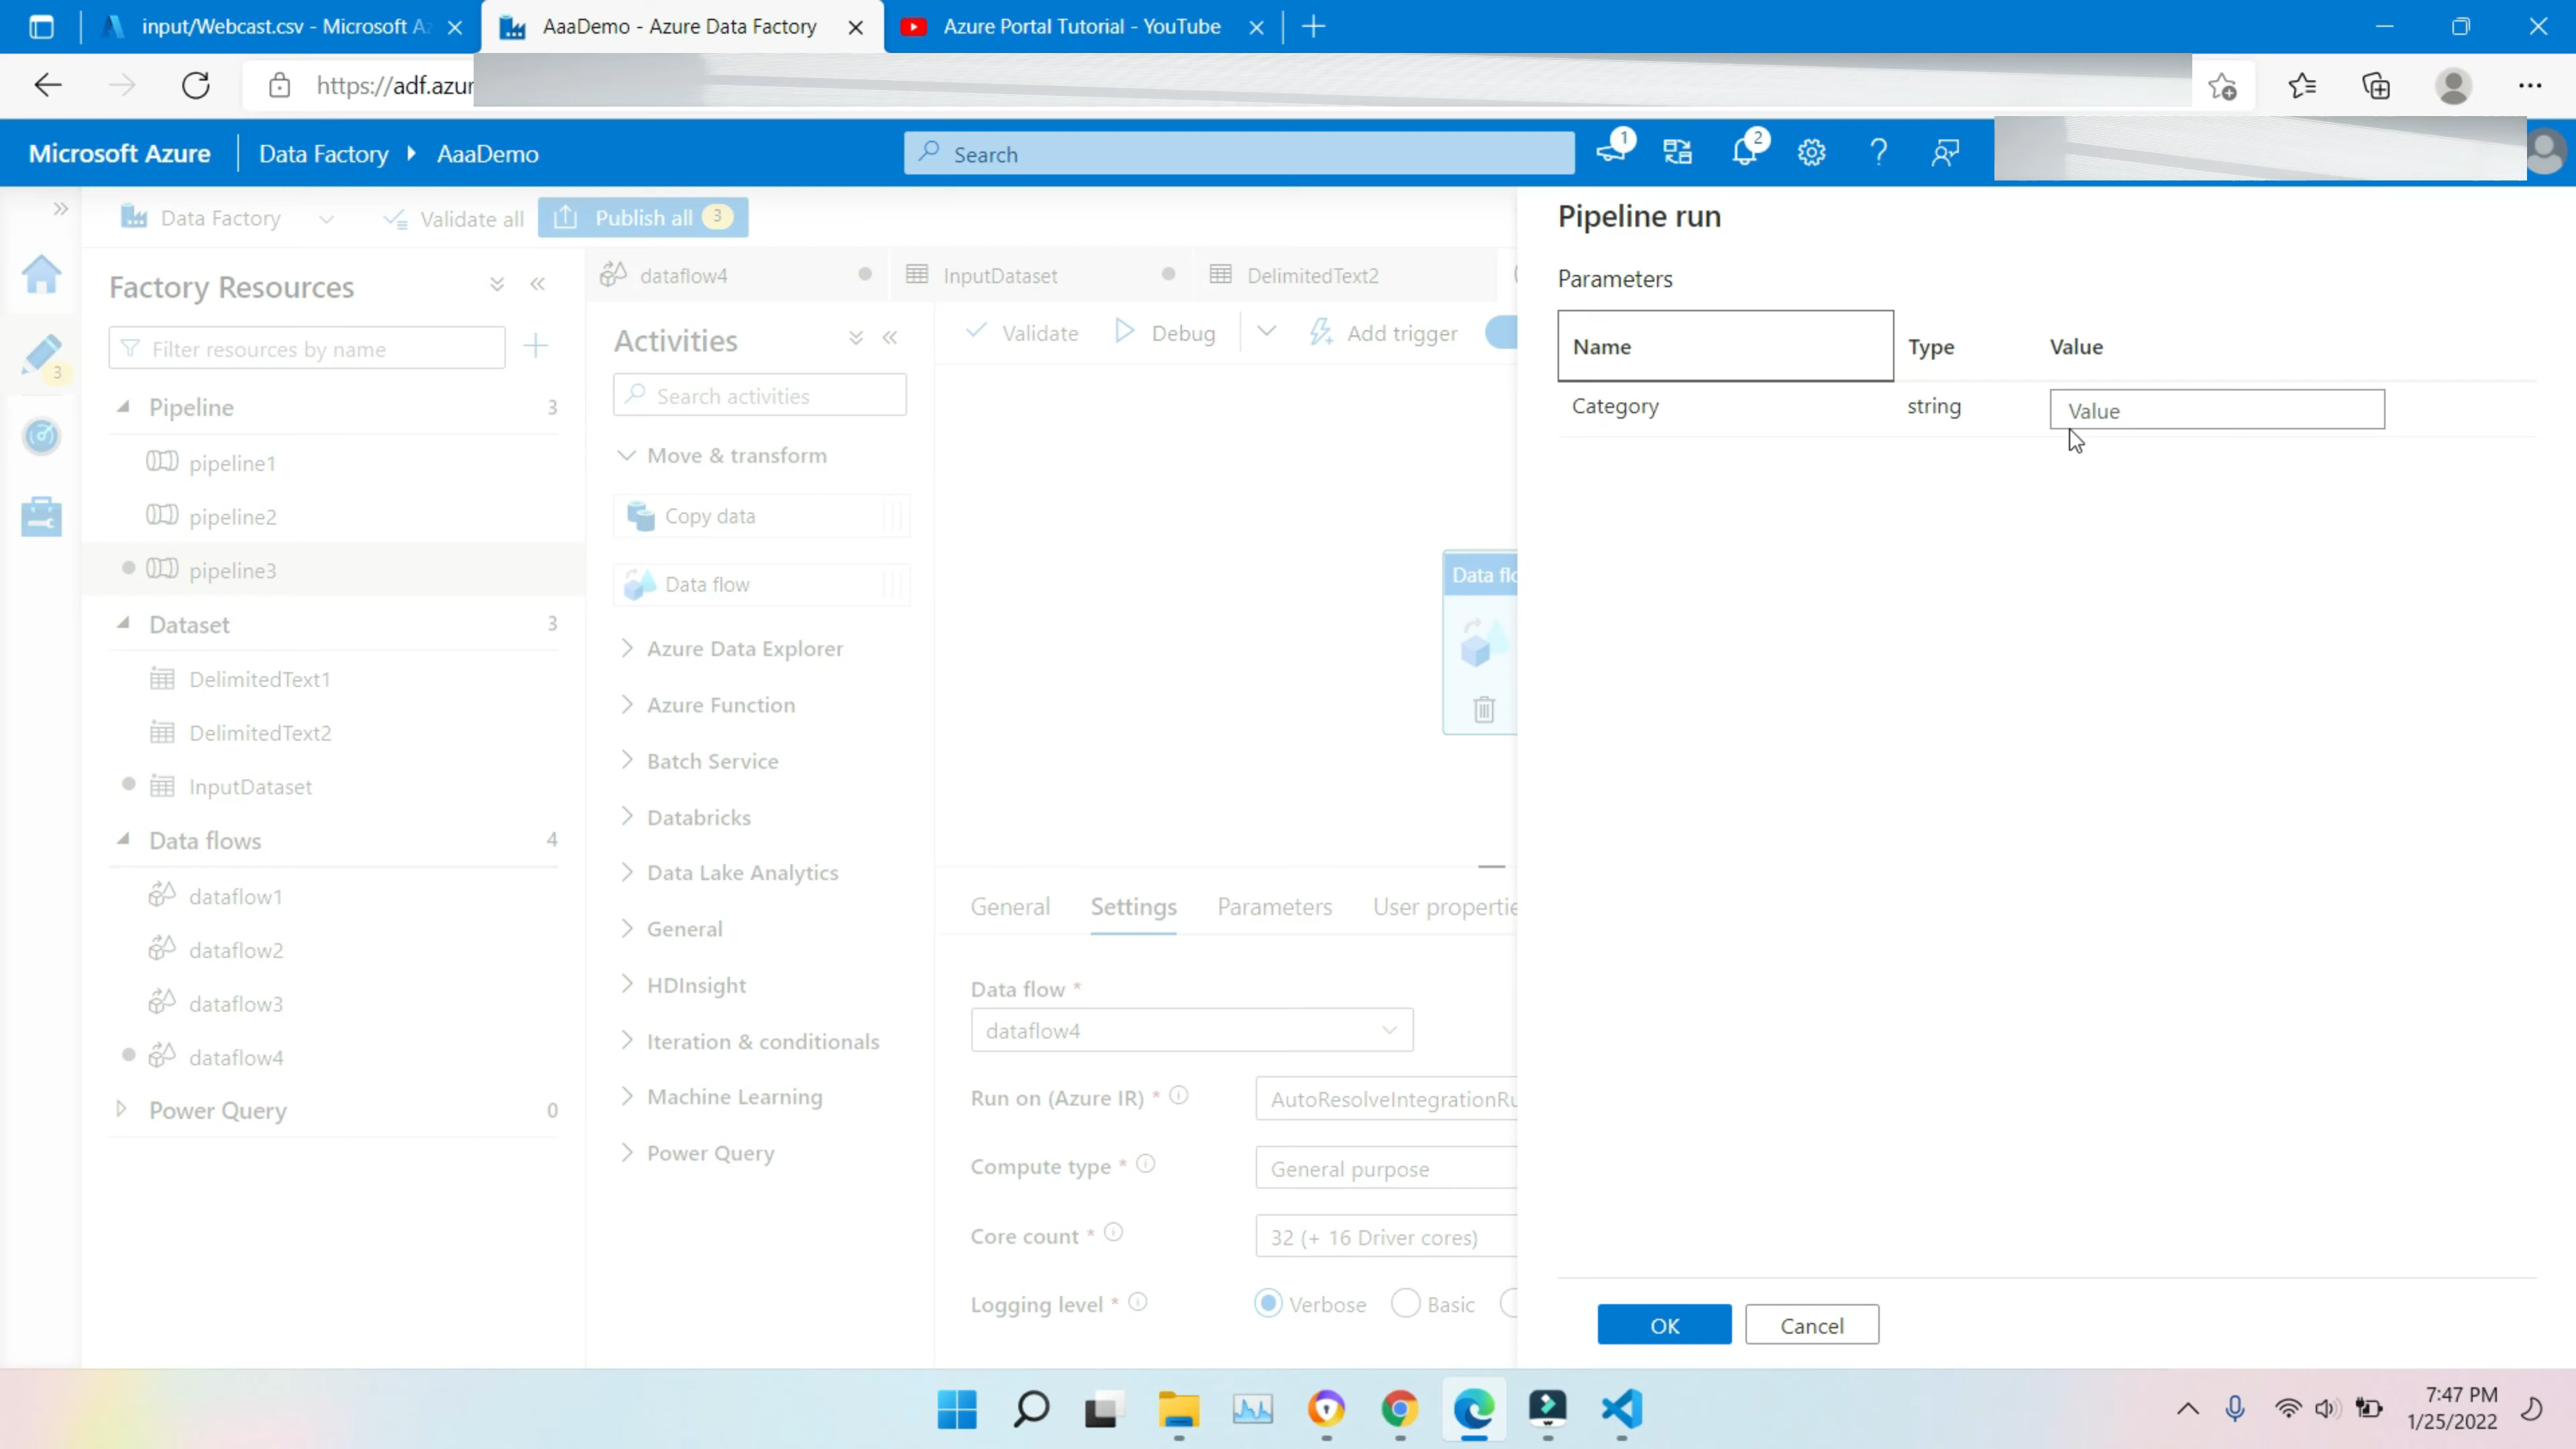 input/Webcast.csv - Microsoft Az
AaaDemo - Azure Data Factory
Azure Portal Tutorial - YouTube
https://adf.azur
Microsoft Azure
Data Factory
AaaDemo
Search
1
2
Data Factory
Validate all
Publish all
3
Factory Resources
Filter resources by name
3
Pipeline
3
pipeline1
pipeline2
pipeline3
Dataset
3
DelimitedText1
DelimitedText2
InputDataset
Data flows
4
dataflow1
dataflow2
dataflow3
dataflow4
Power Query
0
dataflow4
InputDataset
DelimitedText2
Activities
Search activities
Move & transform
Copy data
Data flow
Azure Data Explorer
Azure Function
Batch Service
Databricks
Data Lake Analytics
General
HDInsight
Iteration & conditionals
Machine Learning
Power Query
Validate
Debug
Add trigger
Data flo
General
Settings
Parameters
User propertie
Data flow *
dataflow4
Run on (Azure IR) *
AutoResolveIntegrationRu
Compute type *
General purpose
Core count *
32 (+ 16 Driver cores)
Logging level *
Verbose
Basic
Pipeline run
Parameters
Name Type Value
Category string Value
OK
Cancel
7:47 PM
1/25/2022